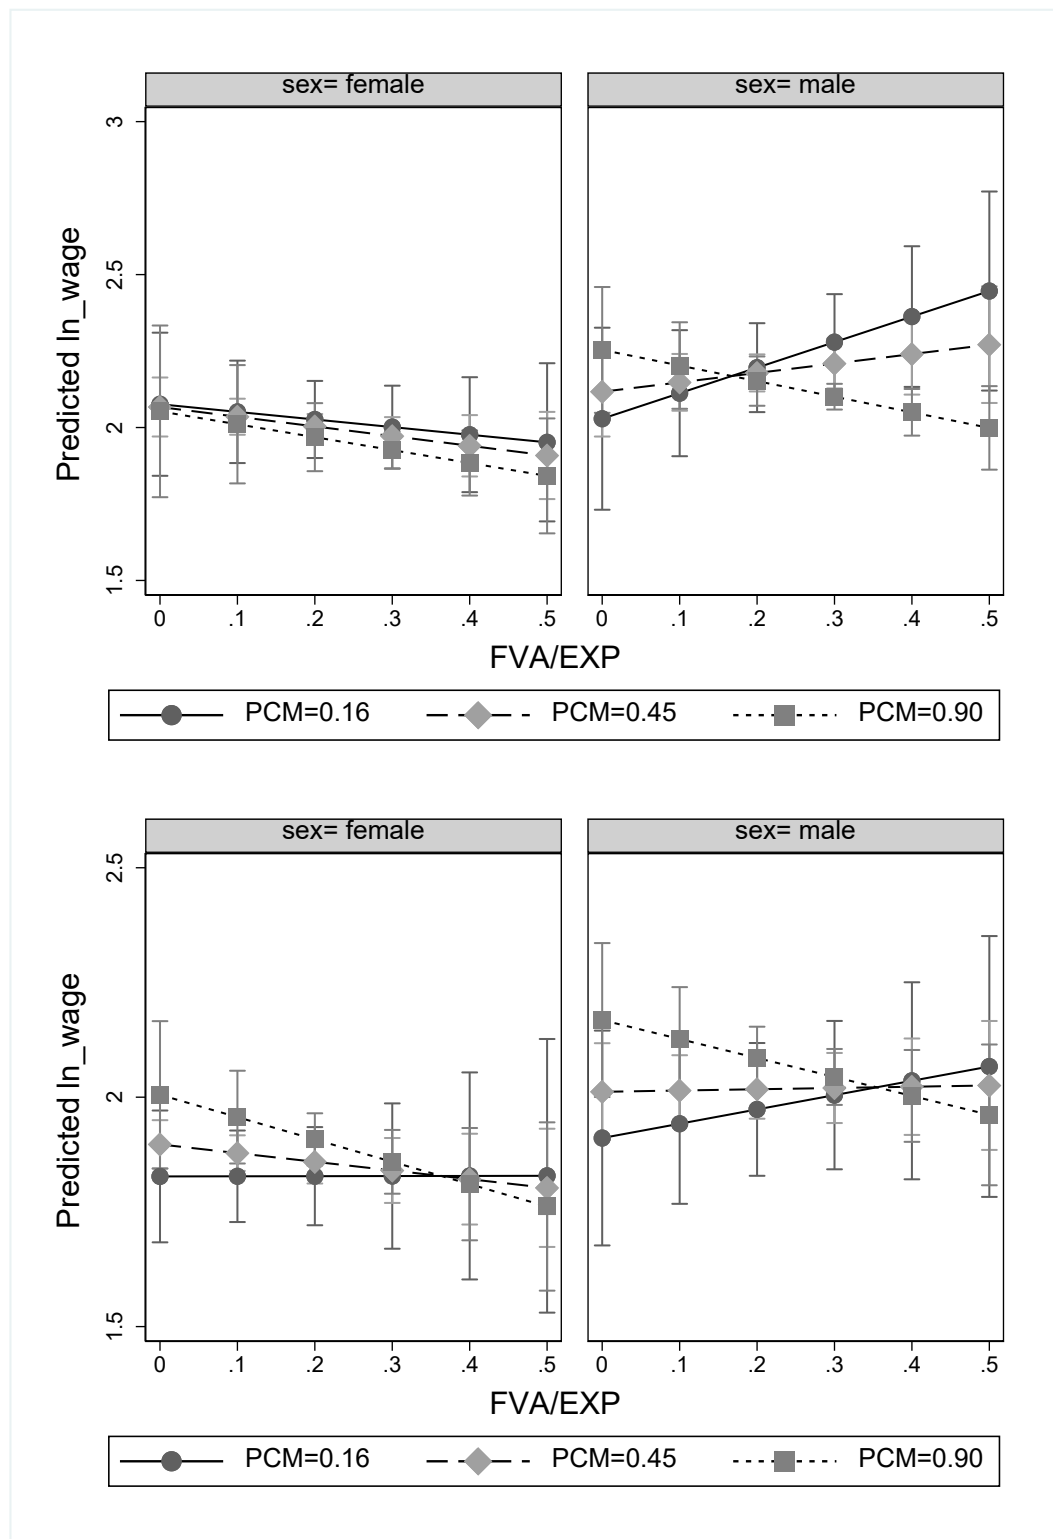 sex= female
sex= male
Predicted ln_wage
3
2.5
2
1.5
0 .1 .2 .3 .4 .5
0 .1 .2 .3 .4 .5
FVA/EXP
PCM=0.16 PCM=0.45 PCM=0.90
sex= female
sex= male
Predicted ln_wage
2.5
2
1.5
0 .1 .2 .3 .4 .5
0 .1 .2 .3 .4 .5
FVA/EXP
PCM=0.16 PCM=0.45 PCM=0.90